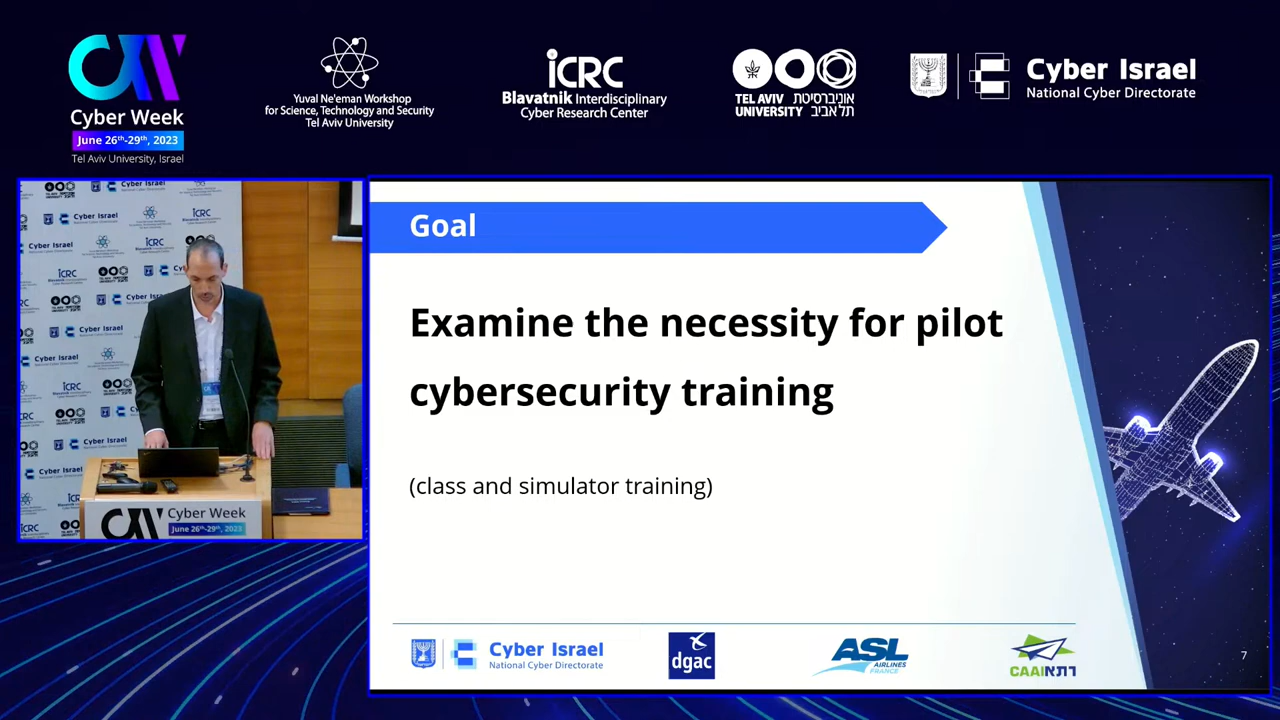 Cyber Week
June 26th-29th, 2023
Tel Aviv University, Israel
Yuval Ne'eman Workshop
for Science, Technology and Security
Tel Aviv University
iCRC
Blavatnik Interdisciplinary
Cyber Research Center
TEL AVIV אוניברסיטת
UNIVERSITY תל אביב
Cyber Israel
National Cyber Directorate
Cyber Week
June 26th-29th, 2023
Goal
Examine the necessity for pilot
cybersecurity training
(class and simulator training)
Cyber Israel
National Cyber Directorate
dgac
ASL
AIRLINES
FRANCE
CAAI רתא
7